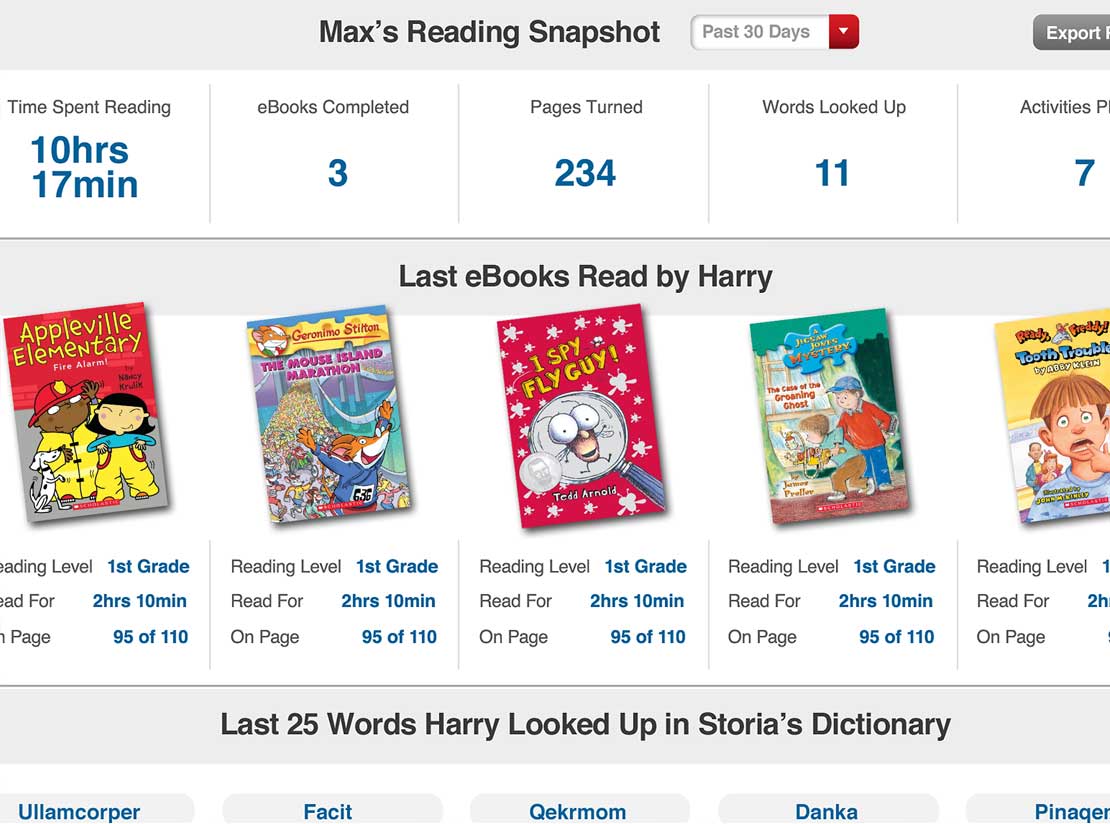 Max's Reading Snapshot
Past 30 Days
Export
Time Spent Reading
eBooks Completed
Pages Turned
Words Looked Up
Activities Pl
10hrs
17min
3
234
11
7
Last eBooks Read by Harry
Appleville
Elementary
Fire Alarm!
by
Nancy
Krulik
SCHOLASTIC
Geronimo Stilton
THE MOUSE ISLAND
MARATHON
636
SCHOLASTIC
I SPY
FLY GUY!
Tedd Arnold
A
JIGSAW
JONES
MYSTERY
The Case of the
Groaning
Ghost
by
James
Preller
SCHOLASTIC
Ready, Freddy!
Tooth Trouble
by ABBY KLEIN
illustrated by
JOHN McKINLEY
SCHOLASTIC
eading Level 1st Grade
Reading Level 1st Grade
Reading Level 1st Grade
Reading Level 1st Grade
Reading Level 1
ead For 2hrs 10min
Read For 2hrs 10min
Read For 2hrs 10min
Read For 2hrs 10min
Read For 2h
n Page 95 of 110
On Page 95 of 110
On Page 95 of 110
On Page 95 of 110
On Page
Last 25 Words Harry Looked Up in Storia's Dictionary
Ullamcorper
Facit
Qekrmom
Danka
Pinaqer